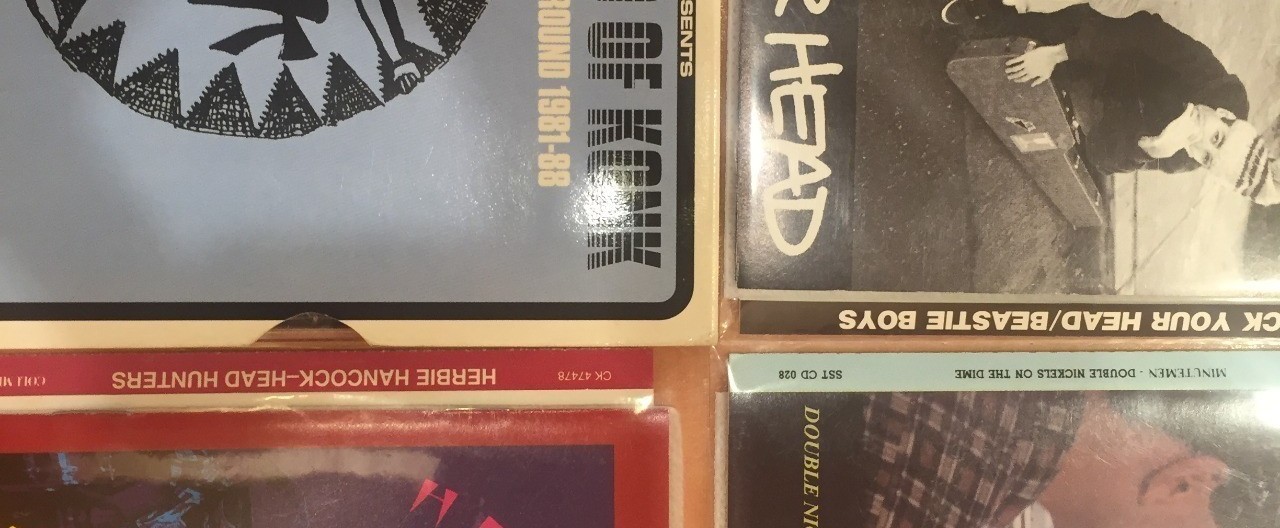 SENTS
OF KONK
ROUND 1981-88
R HEAD
CK YOUR HEAD/BEASTIE BOYS
CK 47478
HERBIE HANCOCK-HEAD HUNTERS
MINUTEMEN - DOUBLE NICKELS ON THE DIME
SST CD 028
DOUBLE NI
H